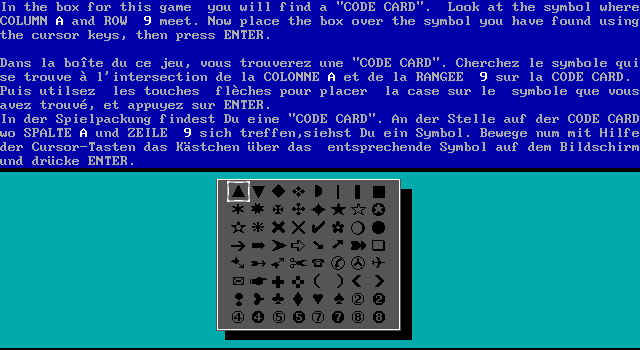 In the box for this game  you will find a "CODE CARD".  Look at the symbol where
COLUMN A and ROW  9 meet. Now place the box over the symbol you have found using
the cursor keys, then press ENTER.
Dans la boîte du ce jeu, vous trouverez une "CODE CARD". Cherchez le symbole qui
se trouve à l'intersection de la COLONNE A et de la RANGEE  9 sur la CODE CARD.
Puis utilsez  les touches  flèches pour placer  la case sur le  symbole que vous
avez trouvé, et appuyez sur ENTER.
In der Spielpackung findest Du eine "CODE CARD". An der Stelle auf der CODE CARD
wo SPALTE A und ZEILE  9 sich treffen,siehst Du ein Symbol. Bewege num mit Hilfe
der Cursor-Tasten das Kästchen über das  entsprechende Symbol auf dem Bildschirm
und drücke ENTER.
② ❷
④ ❹ ⑤ ❺ ⑦ ❼ ⑧ ❽